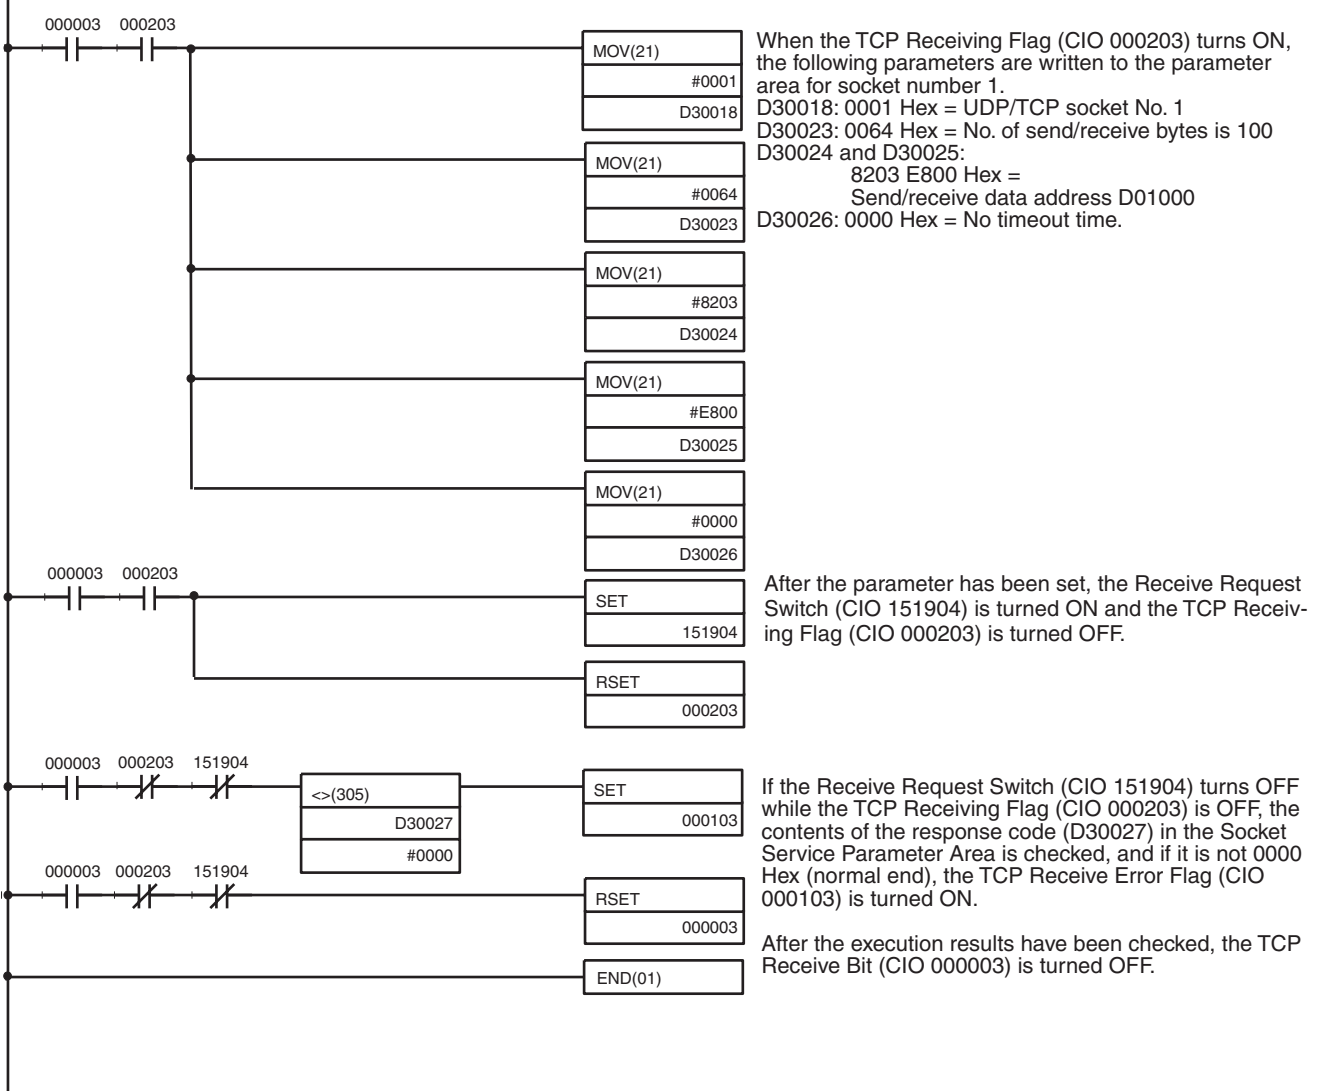 000003 000203
MOV(21)
#0001
D30018
When the TCP Receiving Flag (CIO 000203) turns ON,
the following parameters are written to the parameter
area for socket number 1.
D30018: 0001 Hex = UDP/TCP socket No. 1
D30023: 0064 Hex = No. of send/receive bytes is 100
D30024 and D30025:
8203 E800 Hex =
Send/receive data address D01000
D30026: 0000 Hex = No timeout time.
MOV(21)
#0064
D30023
MOV(21)
#8203
D30024
MOV(21)
#E800
D30025
MOV(21)
#0000
D30026
000003 000203
SET
151904
After the parameter has been set, the Receive Request
Switch (CIO 151904) is turned ON and the TCP Receiv-
ing Flag (CIO 000203) is turned OFF.
RSET
000203
000003 000203 151904
<>(305)
D30027
#0000
SET
000103
If the Receive Request Switch (CIO 151904) turns OFF
while the TCP Receiving Flag (CIO 000203) is OFF, the
contents of the response code (D30027) in the Socket
Service Parameter Area is checked, and if it is not 0000
Hex (normal end), the TCP Receive Error Flag (CIO
000103) is turned ON.
000003 000203 151904
RSET
000003
After the execution results have been checked, the TCP
Receive Bit (CIO 000003) is turned OFF.
END(01)